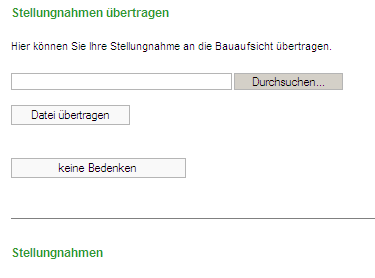 Stellungnahmen übertragen
Hier können Sie Ihre Stellungnahme an die Bauaufsicht übertragen.
Durchsuchen...
Datei übertragen
keine Bedenken
Stellungnahmen